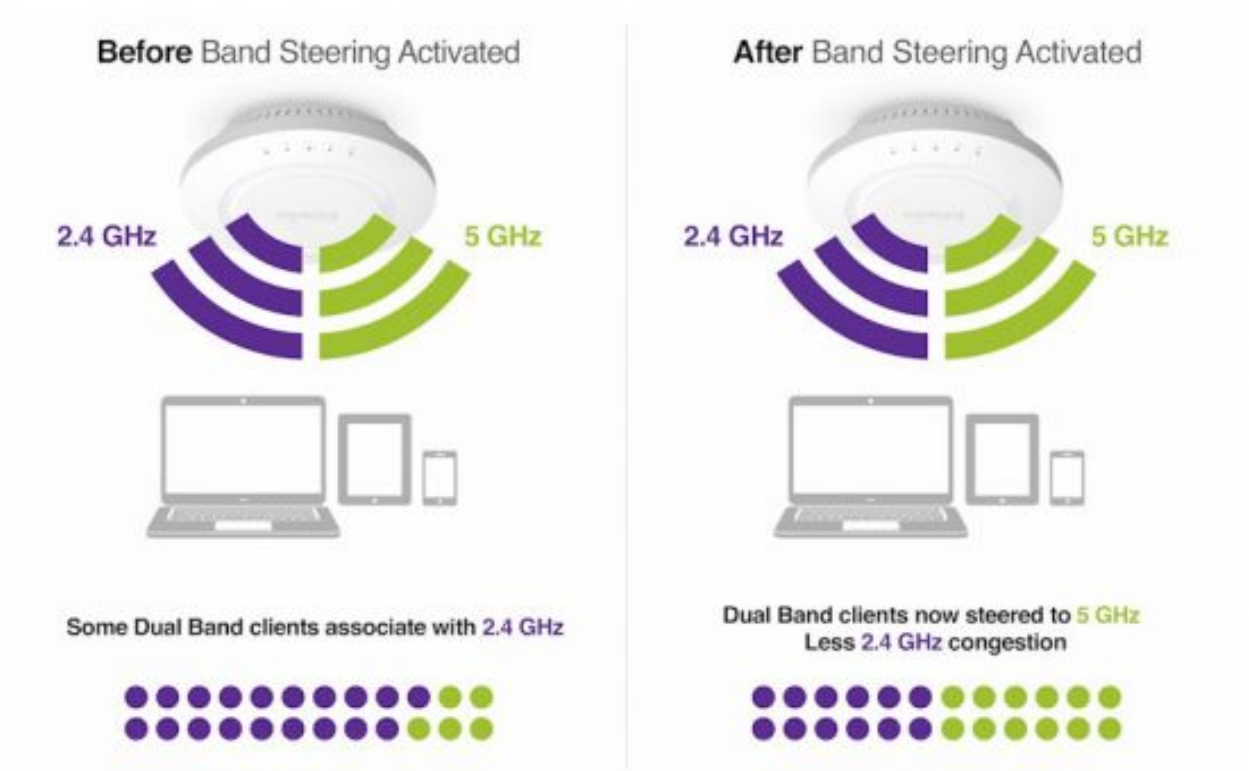 Before Band Steering Activated
2.4 GHz
5 GHz
Some Dual Band clients associate with 2.4 GHz
After Band Steering Activated
2.4 GHz
5 GHz
Dual Band clients now steered to 5 GHz
Less 2.4 GHz congestion